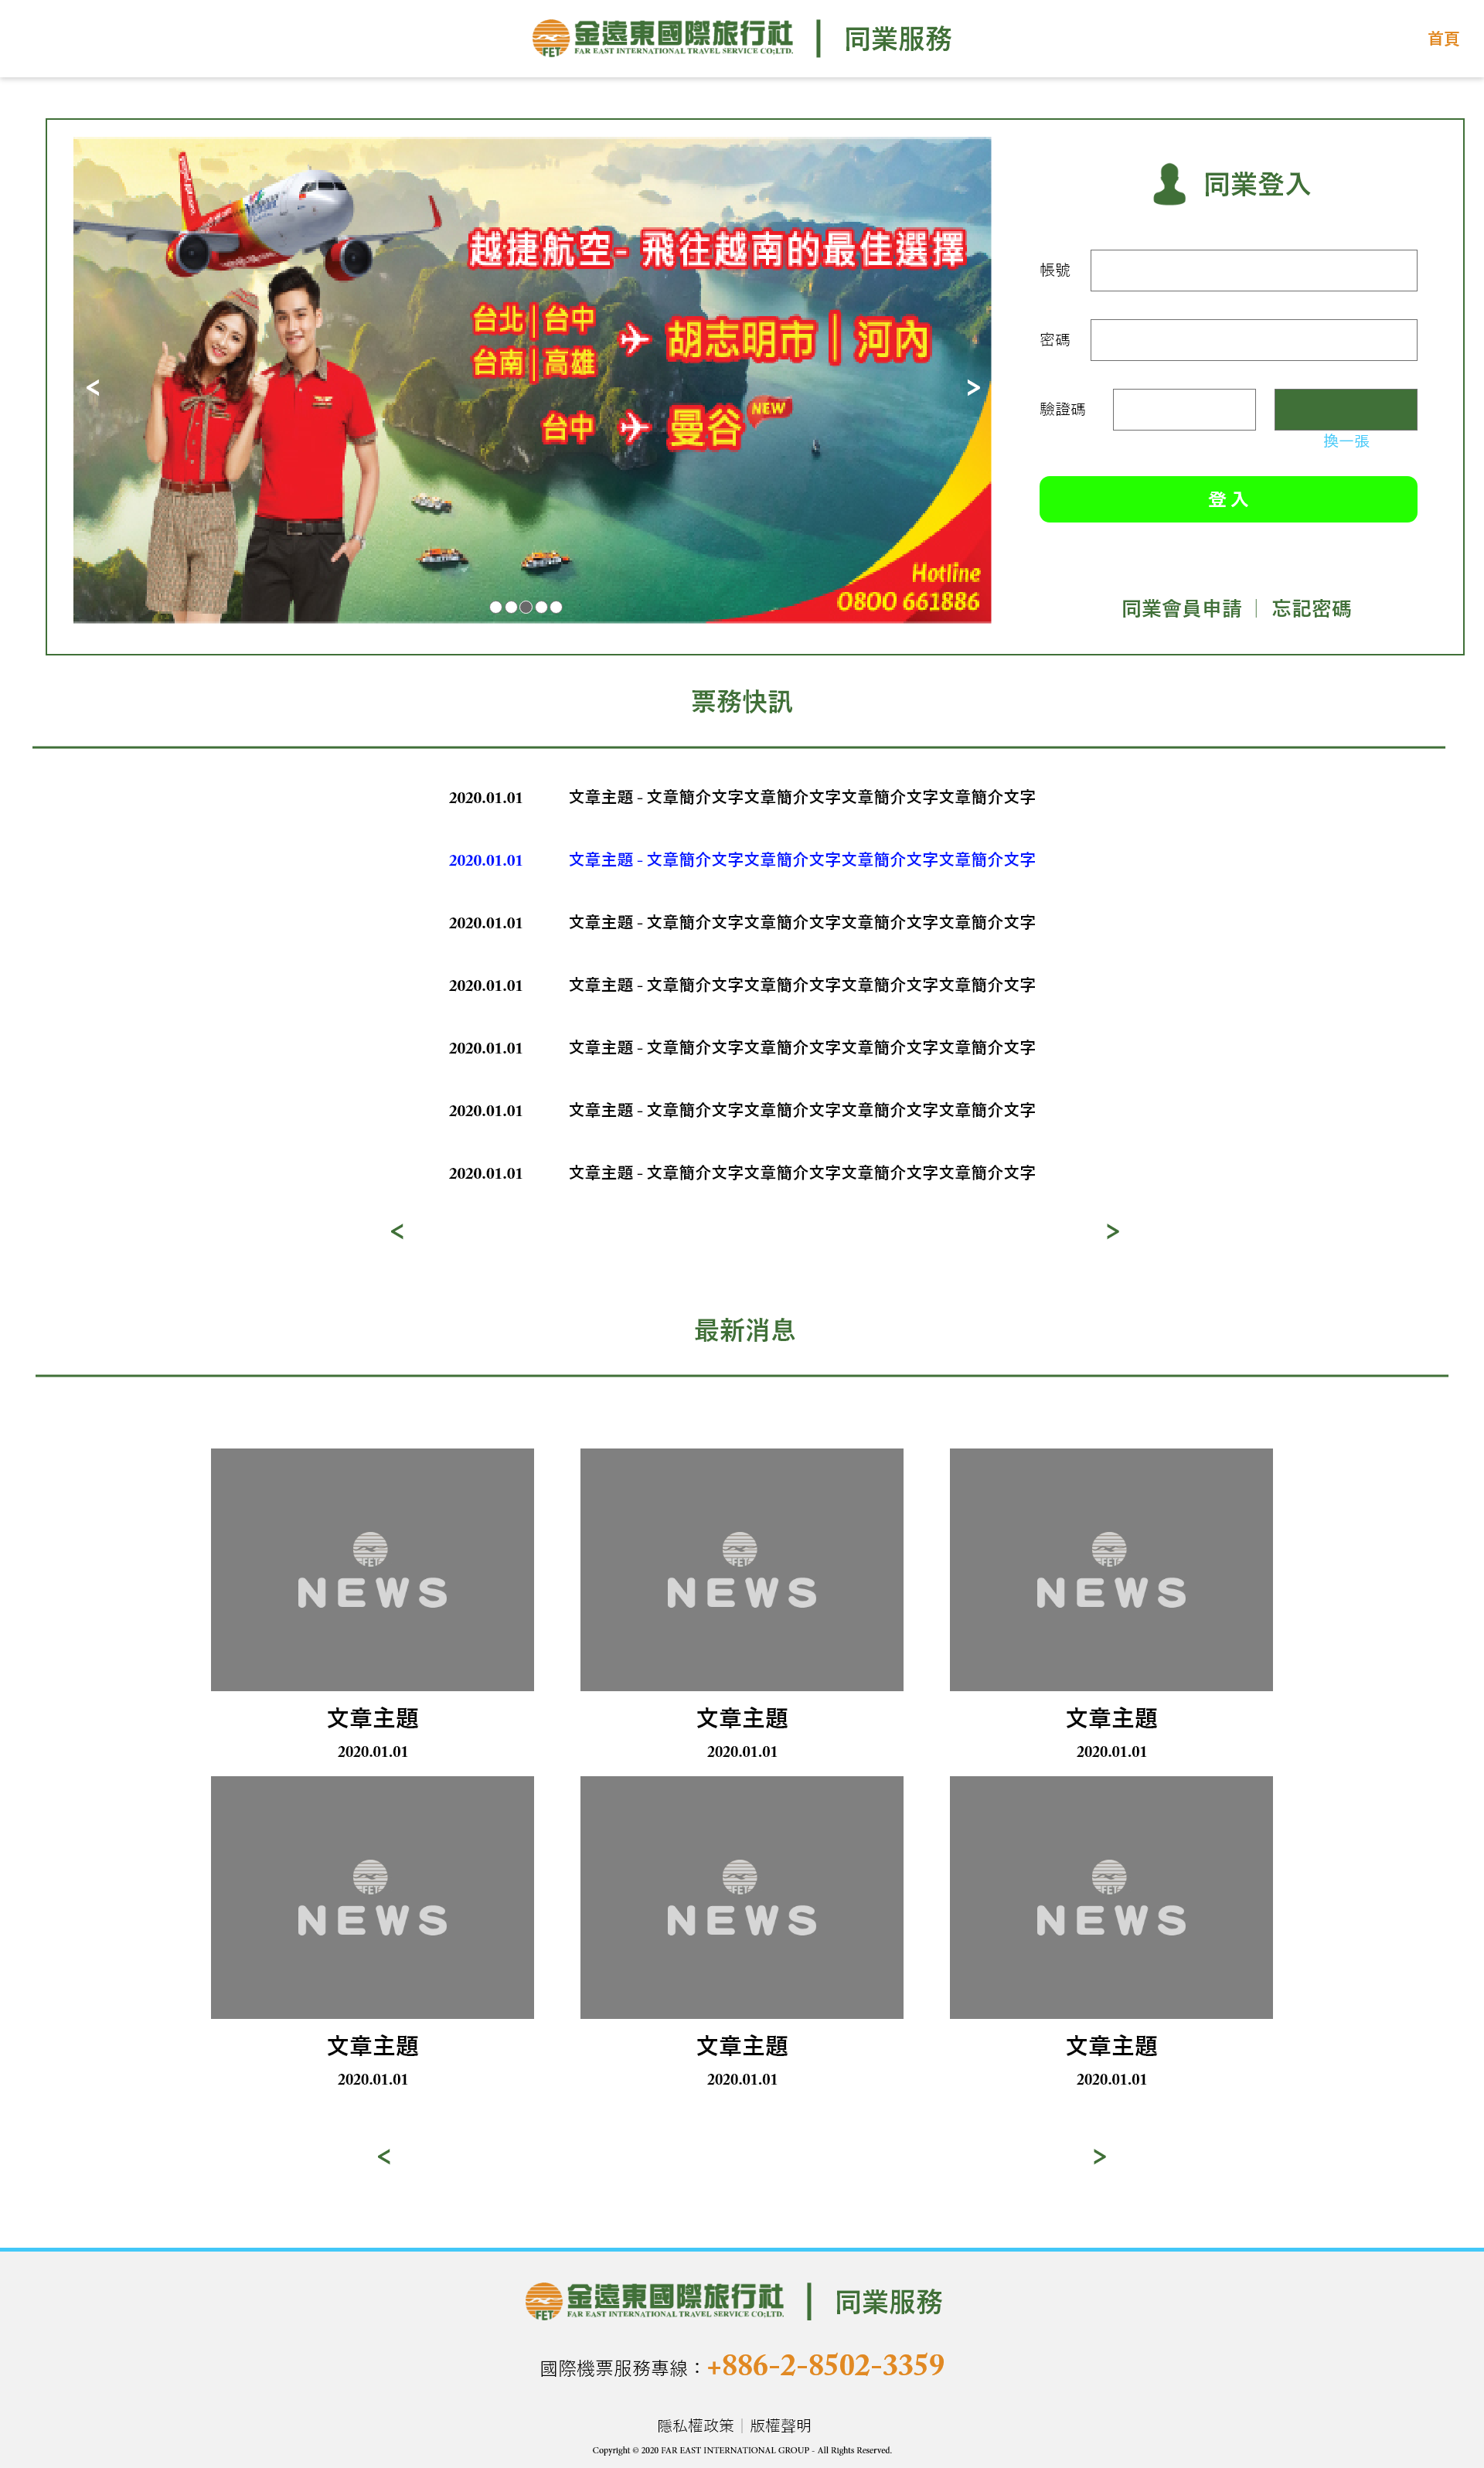 金遠東國際旅行社
FAR EAST INTERNATIONAL TRAVEL SERVICE CO;LTD.
FET
同業服務
首頁
越捷航空- 飛往越南的最佳選擇
台北|台中
台南|高雄
胡志明市|河內
台中
曼谷
NEW
<
>
Hotline
0800 661886
同業登入
帳號
密碼
驗證碼
換一張
登 入
同業會員申請 | 忘記密碼
票務快訊
2020.01.01 文章主題 - 文章簡介文字文章簡介文字文章簡介文字文章簡介文字
2020.01.01 文章主題 - 文章簡介文字文章簡介文字文章簡介文字文章簡介文字
2020.01.01 文章主題 - 文章簡介文字文章簡介文字文章簡介文字文章簡介文字
2020.01.01 文章主題 - 文章簡介文字文章簡介文字文章簡介文字文章簡介文字
2020.01.01 文章主題 - 文章簡介文字文章簡介文字文章簡介文字文章簡介文字
2020.01.01 文章主題 - 文章簡介文字文章簡介文字文章簡介文字文章簡介文字
2020.01.01 文章主題 - 文章簡介文字文章簡介文字文章簡介文字文章簡介文字
< >
最新消息
FET FET FET
NEWS NEWS NEWS
文章主題 文章主題 文章主題
2020.01.01 2020.01.01 2020.01.01
FET FET FET
NEWS NEWS NEWS
文章主題 文章主題 文章主題
2020.01.01 2020.01.01 2020.01.01
< >
金遠東國際旅行社
FAR EAST INTERNATIONAL TRAVEL SERVICE CO;LTD.
FET
同業服務
國際機票服務專線：+886-2-8502-3359
隱私權政策｜版權聲明
Copyright © 2020 FAR EAST INTERNATIONAL GROUP - All Rights Reserved.